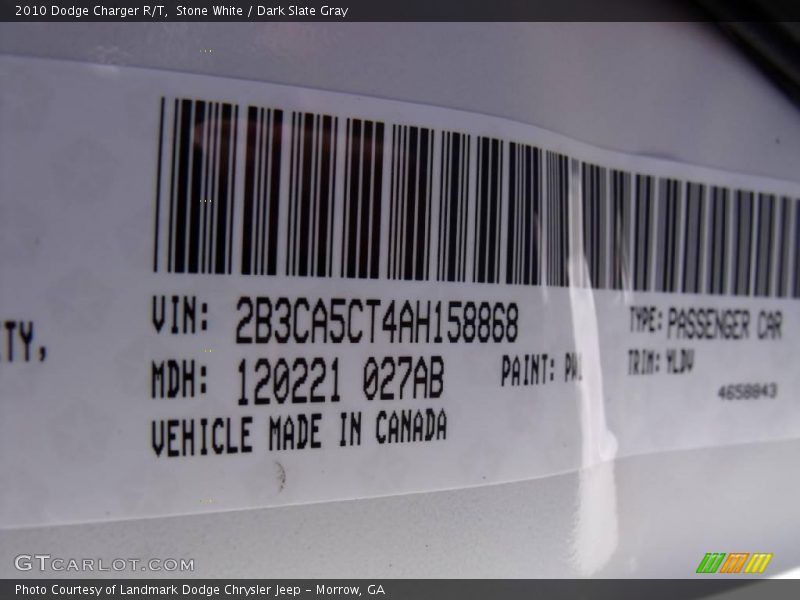 2010 Dodge Charger R/T, Stone White / Dark Slate Gray
VIN: 2B3CA5CT4AH158868 TYPE: PASSENGER CAR
TY,
MDH: 120221 027AB PAINT: PW1 TRIM: YLDV
4658843
VEHICLE MADE IN CANADA
GTCARLOT.COM
Photo Courtesy of Landmark Dodge Chrysler Jeep - Morrow, GA